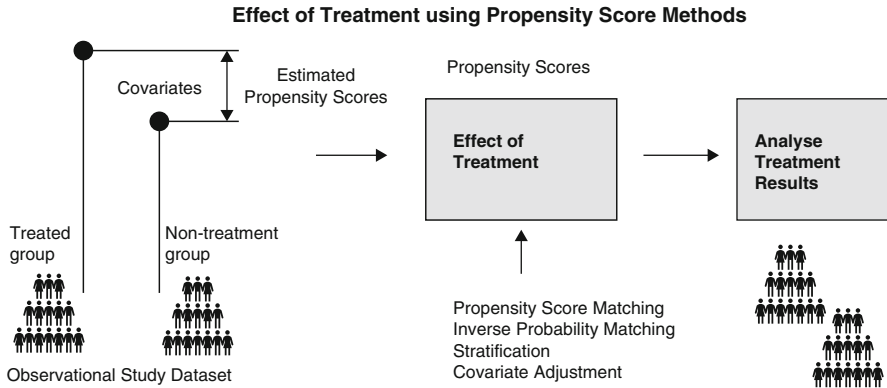 Effect of Treatment using Propensity Score Methods
Covariates
Estimated
Propensity Scores
Propensity Scores
Effect of
Treatment
Analyse
Treatment
Results
Treated
group
Non-treatment
group
Propensity Score Matching
Inverse Probability Matching
Stratification
Covariate Adjustment
Observational Study Dataset